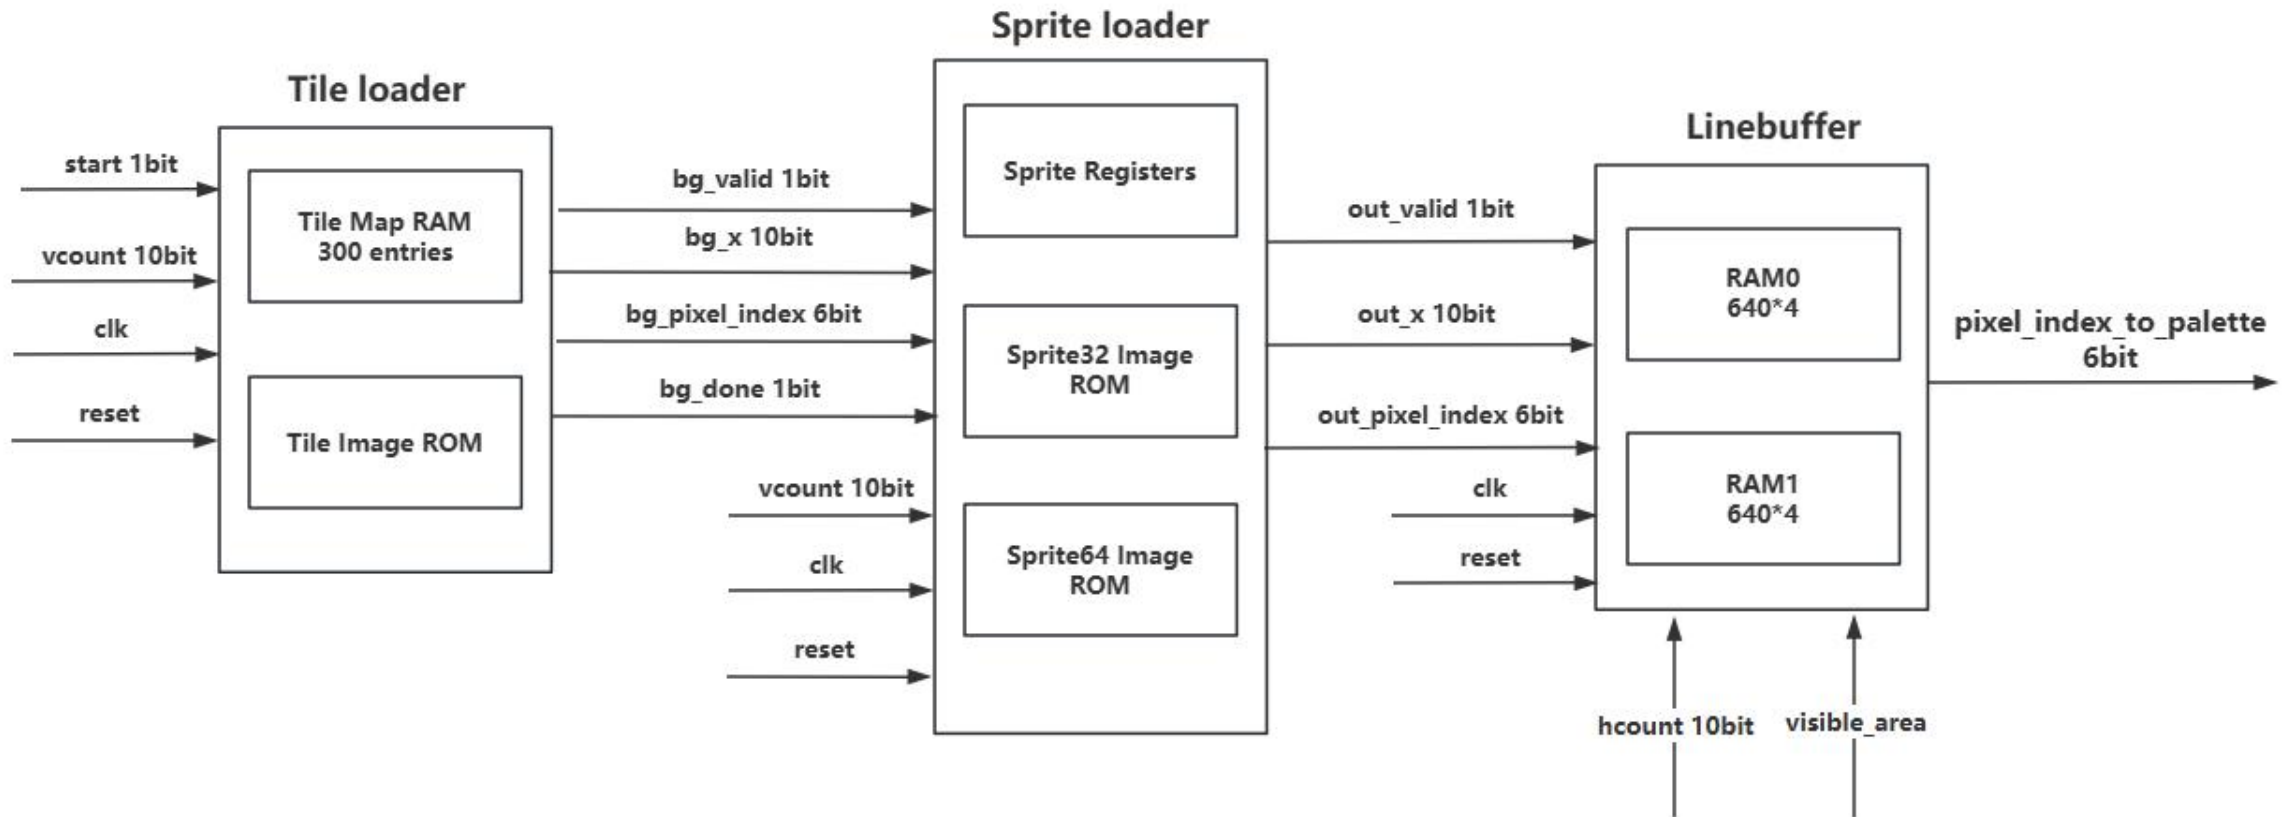 Tile loader
start 1bit
vcount 10bit
clk
reset
Tile Map RAM
300 entries
Tile Image ROM
bg_valid 1bit
bg_x 10bit
bg_pixel_index 6bit
bg_done 1bit
Sprite loader
Sprite Registers
Sprite32 Image
ROM
Sprite64 Image
ROM
vcount 10bit
clk
reset
out_valid 1bit
out_x 10bit
out_pixel_index 6bit
clk
reset
Linebuffer
RAM0
640*4
RAM1
640*4
hcount 10bit
visible_area
pixel_index_to_palette
6bit